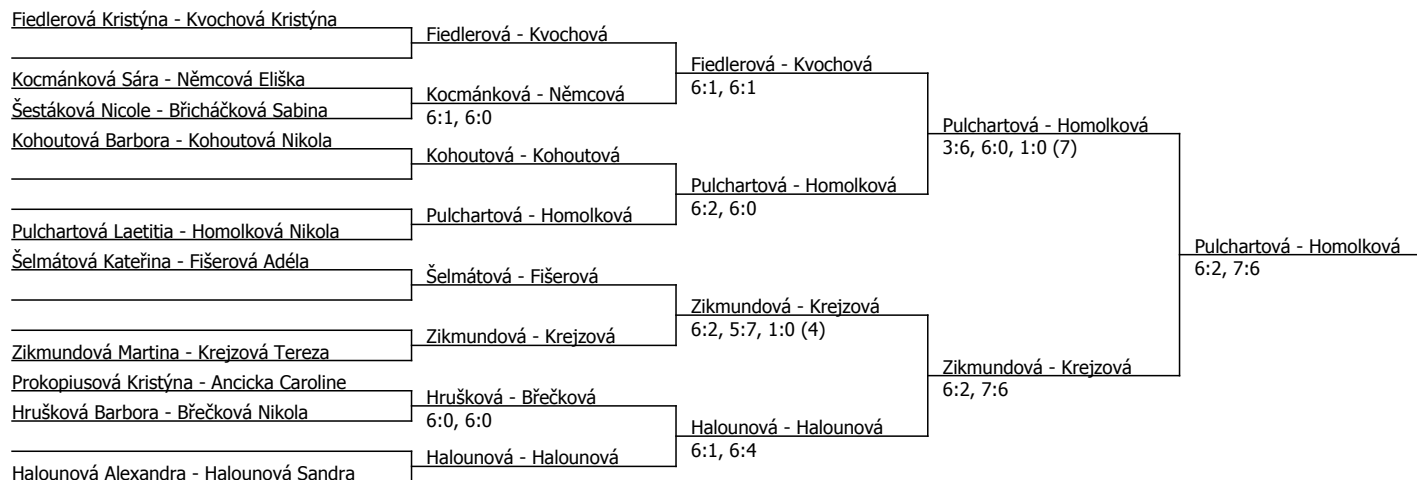 Fiedlerová Kristýna - Kvochová Kristýna
Kocmánková Sára - Němcová Eliška
Šestáková Nicole - Břicháčková Sabina
Kohoutová Barbora - Kohoutová Nikola
Pulchartová Laetitia - Homolková Nikola
Šelmátová Kateřina - Fišerová Adéla
Zikmundová Martina - Krejzová Tereza
Prokopiusová Kristýna - Ancicka Caroline
Hrušková Barbora - Břečková Nikola
Halounová Alexandra - Halounová Sandra
Fiedlerová - Kvochová
Kocmánková - Němcová
6:1, 6:0
Kohoutová - Kohoutová
Pulchartová - Homolková
Šelmátová - Fišerová
Zikmundová - Krejzová
Hrušková - Břečková
6:0, 6:0
Halounová - Halounová
Fiedlerová - Kvochová
6:1, 6:1
Pulchartová - Homolková
6:2, 6:0
Zikmundová - Krejzová
6:2, 5:7, 1:0 (4)
Halounová - Halounová
6:1, 6:4
Pulchartová - Homolková
3:6, 6:0, 1:0 (7)
Zikmundová - Krejzová
6:2, 7:6
Pulchartová - Homolková
6:2, 7:6